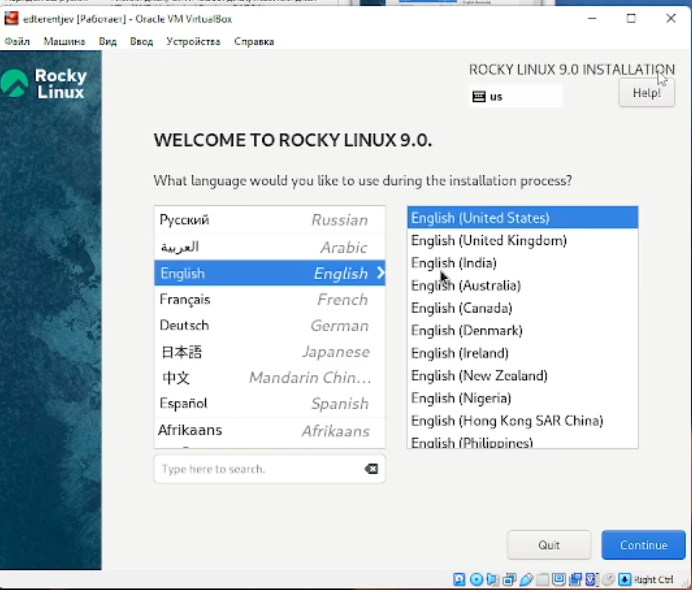 edterentjev [Работает] - Oracle VM VirtualBox
Файл Машина Вид Ввод Устройства Справка
Rocky Linux
ROCKY LINUX 9.0 INSTALLATION
us
Help!
WELCOME TO ROCKY LINUX 9.0.
What language would you like to use during the installation process?
Русский Russian
العربية Arabic
English English
Français French
Deutsch German
日本語 Japanese
中文 Mandarin Chin...
Español Spanish
Afrikaans Afrikaans
English (United States)
English (United Kingdom)
English (India)
English (Australia)
English (Canada)
English (Denmark)
English (Ireland)
English (New Zealand)
English (Nigeria)
English (Hong Kong SAR China)
English (Philippines)
Type here to search.
Quit Continue
Right Ctrl